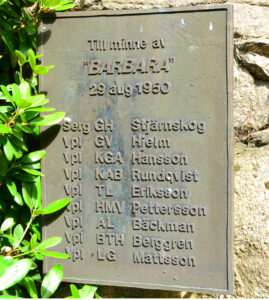 Till minne av
"BARBARA"
29 aug 1950
Serg GH Stjärnskog
Vpl GV Hjelm
Vpl KGA Hansson
Vpl KAB Rundqvist
Vpl TL Eriksson
Vpl HMV Pettersson
Vpl AL Bäckman
Vpl BTH Berggren
Vpl LG Mattsson